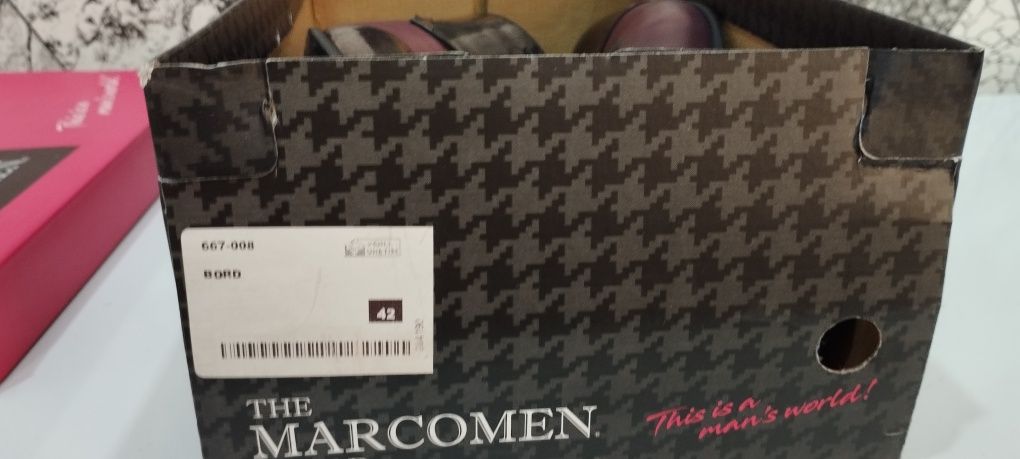 667-008
BORD
42
THE
MARCOMEN
This is a
man's world!